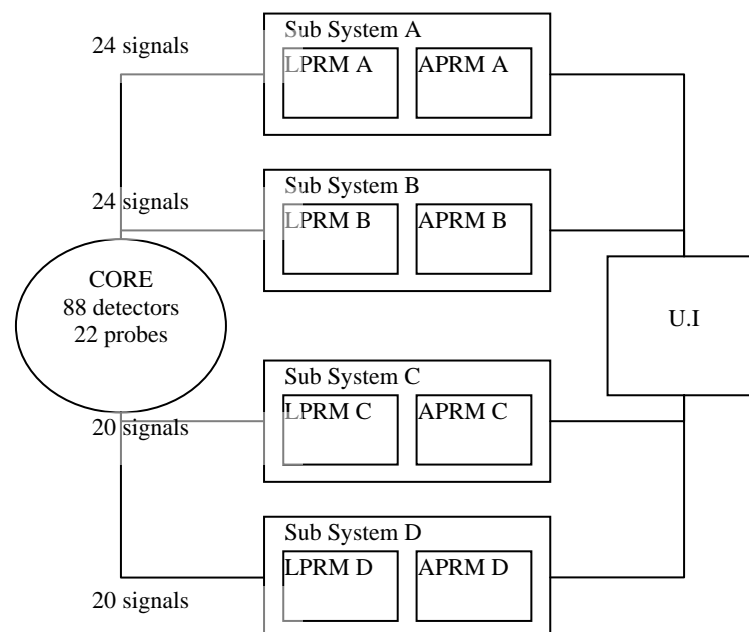 24 signals
Sub System A
LPRM A
APRM A
24 signals
Sub System B
LPRM B
APRM B
CORE
88 detectors
22 probes
U.I
Sub System C
LPRM C
APRM C
20 signals
Sub System D
LPRM D
APRM D
20 signals